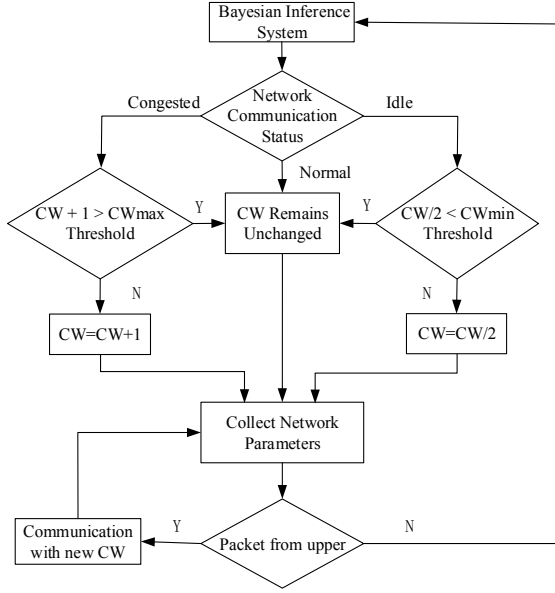 Bayesian Inference
System
Network
Communication
Status
Congested
Idle
Normal
CW + 1 > CWmax
Threshold
Y
CW Remains
Unchanged
Y
CW/2 < CWmin
Threshold
N
N
CW=CW+1
CW=CW/2
Collect Network
Parameters
Communication
with new CW
Y
Packet from upper
N